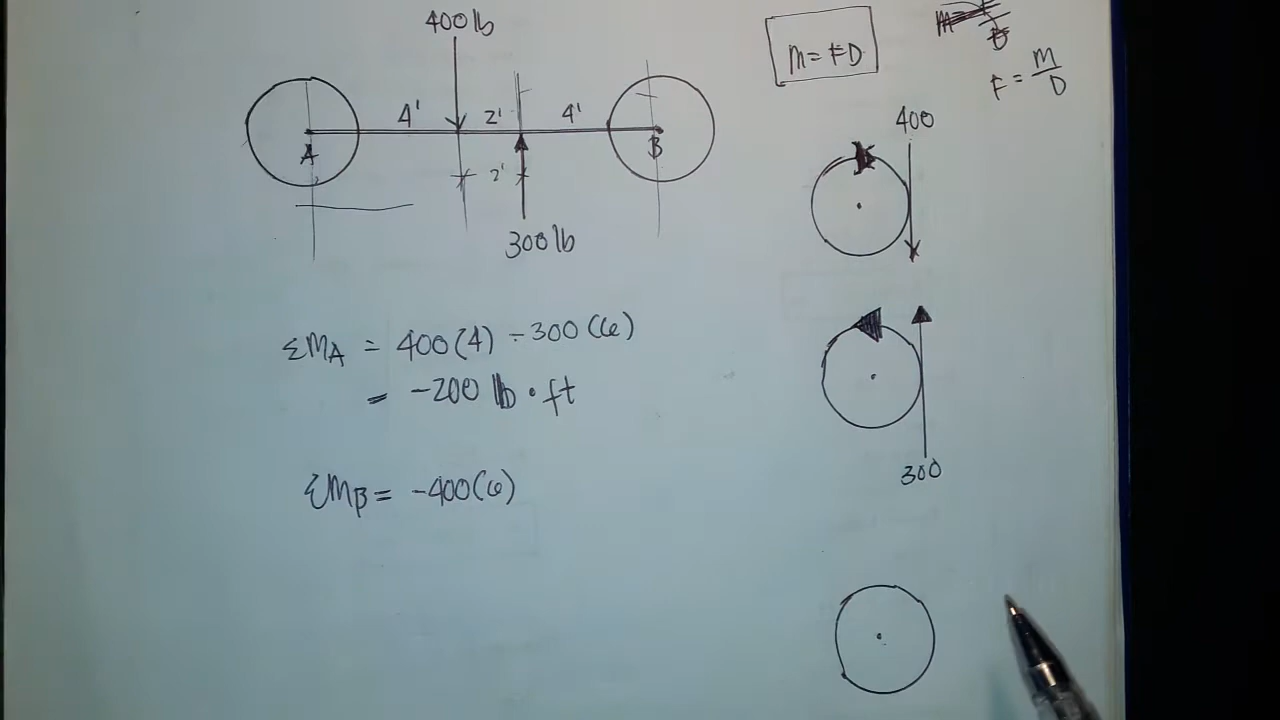 400 lb
4' 2' 4'
A B
2'
300 lb
M = FD
F = M/D
400
300
ΣMA = 400(4) - 300(6)
= -200 lb · ft
ΣMB = -400(6)